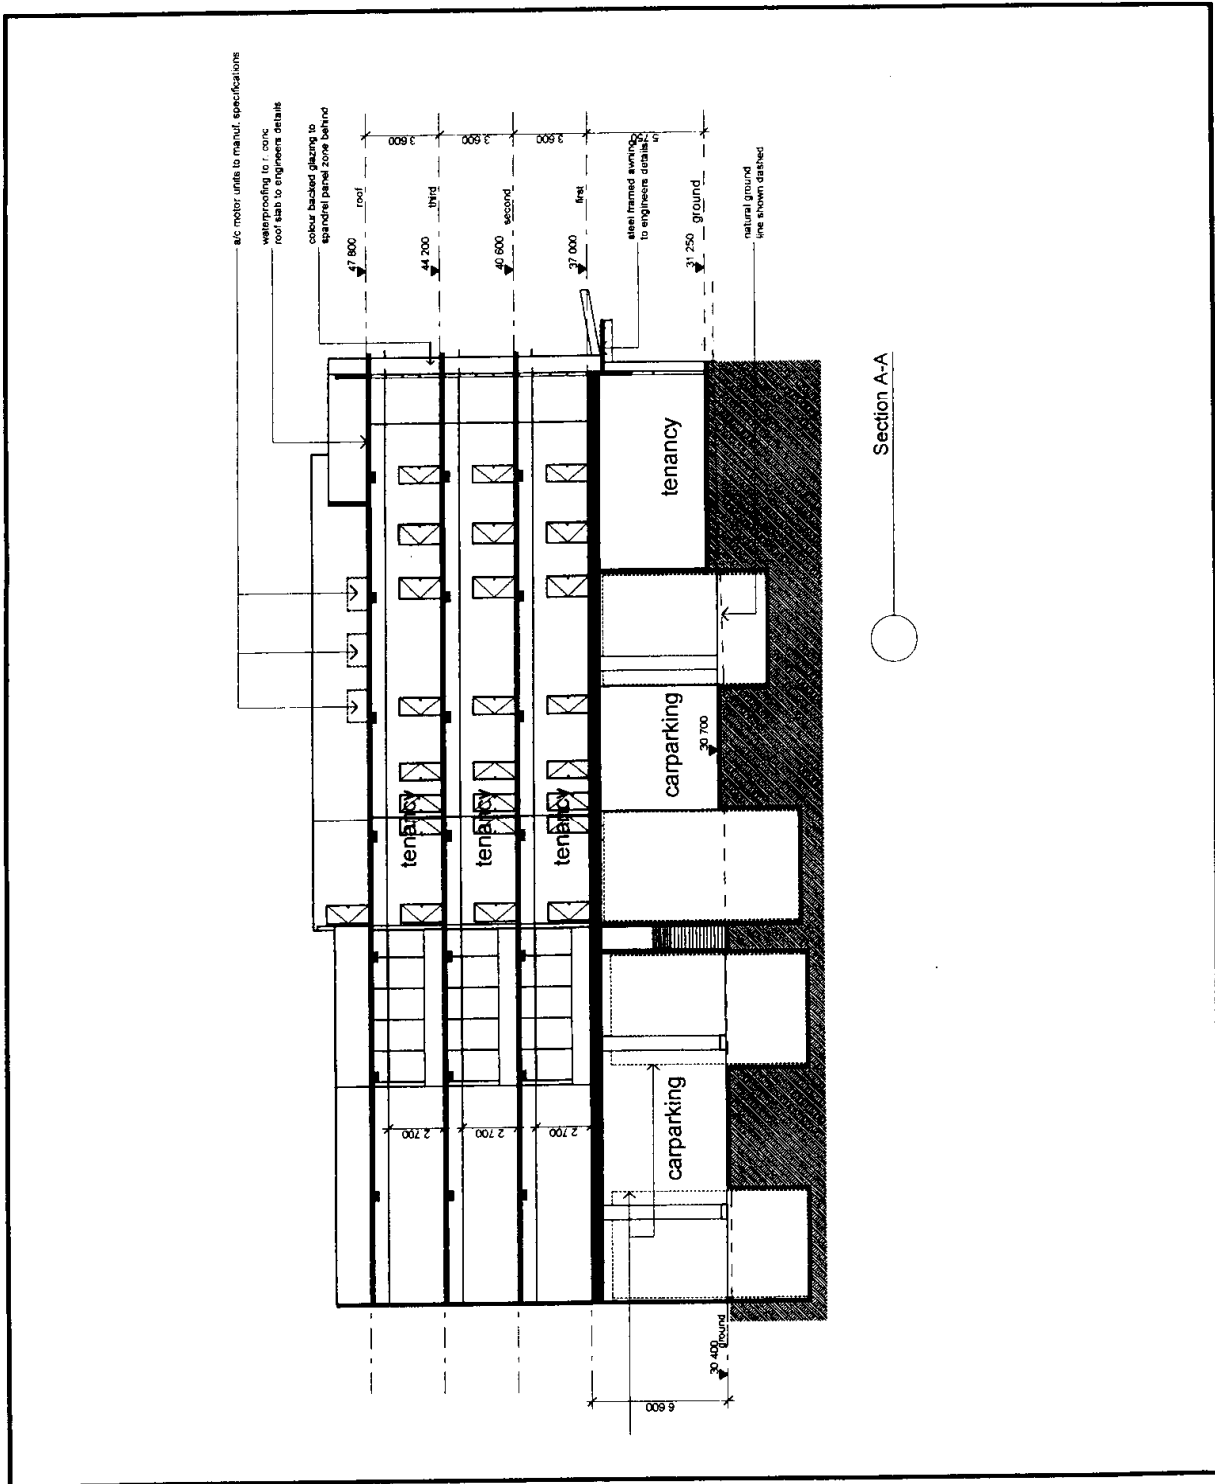 a/c motor units to manuf. specifications
waterproofing to r. conc
roof slab to engineers details
colour backed glazing to
spandrel panel zone behind
47 800
roof
44 200
third
40 600
second
37 000
first
31 250 ground
3 600
3 600
3 600
5 750
steel framed awning
to engineers details
natural ground
line shown dashed
tenancy
tenancy
tenancy
tenancy
carparking
30 700
carparking
2 700
2 700
2 700
30 400
ground
6 600
Section A-A